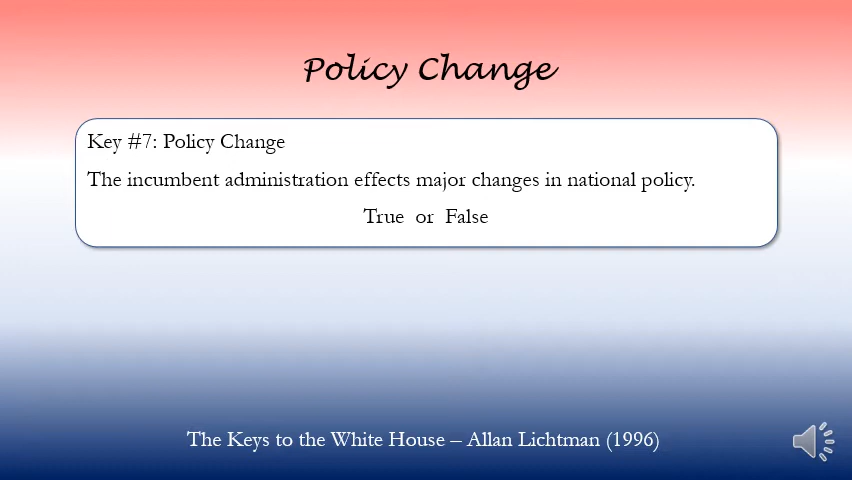 Policy Change
Key #7: Policy Change
The incumbent administration effects major changes in national policy.
True or False
The Keys to the White House – Allan Lichtman (1996)